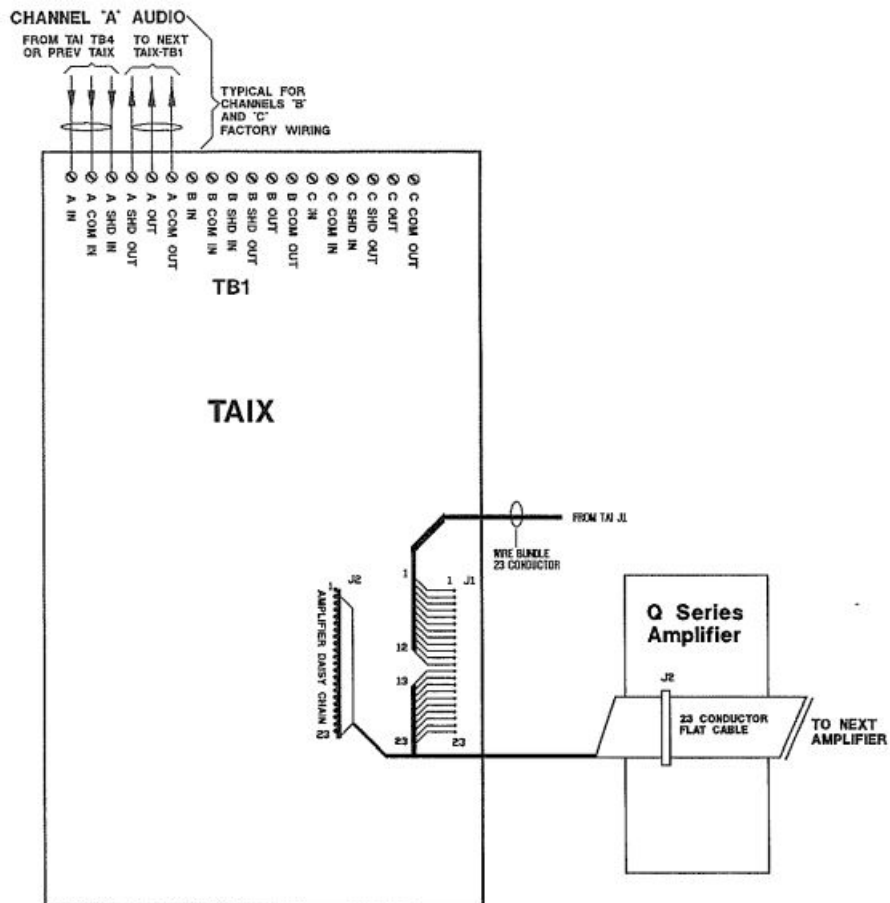 CHANNEL "A" AUDIO
FROM TAI TB4
OR PREV TAIX
TO NEXT
TAIX-TB1
TYPICAL FOR
CHANNELS "B"
AND "C"
FACTORY WIRING
A IN
A COM IN
A SHD IN
A SHD OUT
A OUT
A COM OUT
B IN
B COM IN
B SHD IN
B SHD OUT
B OUT
B COM OUT
C IN
C COM IN
C SHD IN
C SHD OUT
C OUT
C COM OUT
TB1
TAIX
FROM TAI J1
WIRE BUNDLE
23 CONDUCTOR
1
J2
AMPLIFIER DAISY CHAIN
23
1
12
13
23
1
J1
23
Q Series
Amplifier
J2
23 CONDUCTOR
FLAT CABLE
TO NEXT
AMPLIFIER